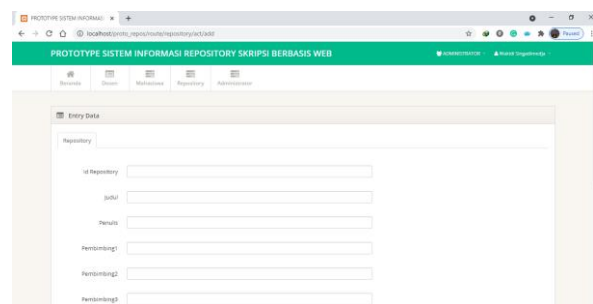 PROTOTYPE SISTEM INFORMASI
localhost/proto_repos/route/repository/act/add
Paused
PROTOTYPE SISTEM INFORMASI REPOSITORY SKRIPSI BERBASIS WEB
ADMINISTRATOR
Beranda Dosen Mahasiswa Repository Administrator
Entry Data
Repository
Id Repository
Judul
Penulis
Pembimbing1
Pembimbing2
Pembimbing3